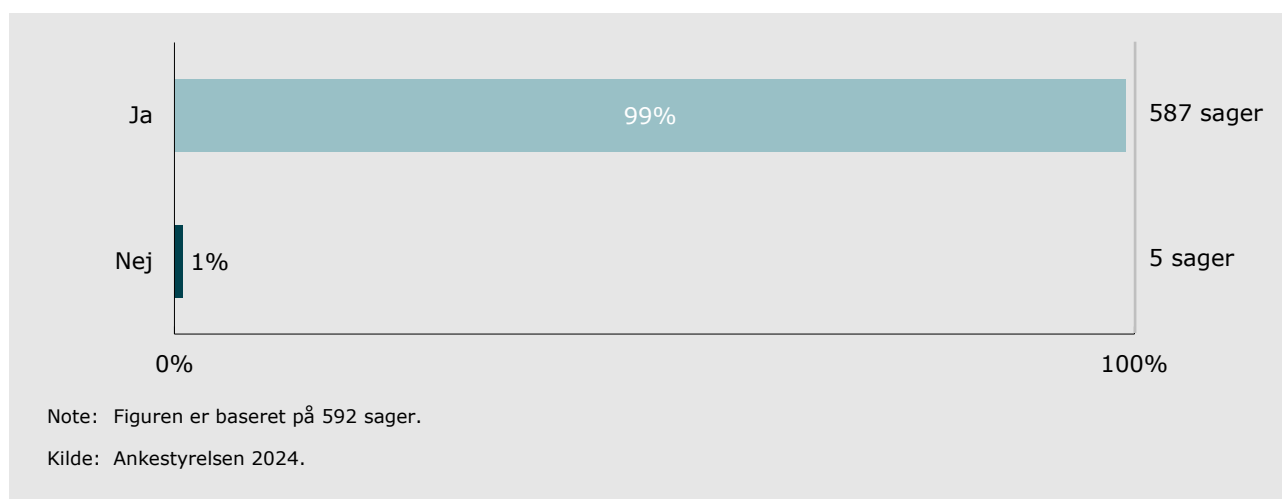 Ja 99% 587 sager
Nej 1% 5 sager
0% 100%
Note: Figuren er baseret på 592 sager.
Kilde: Ankestyrelsen 2024.